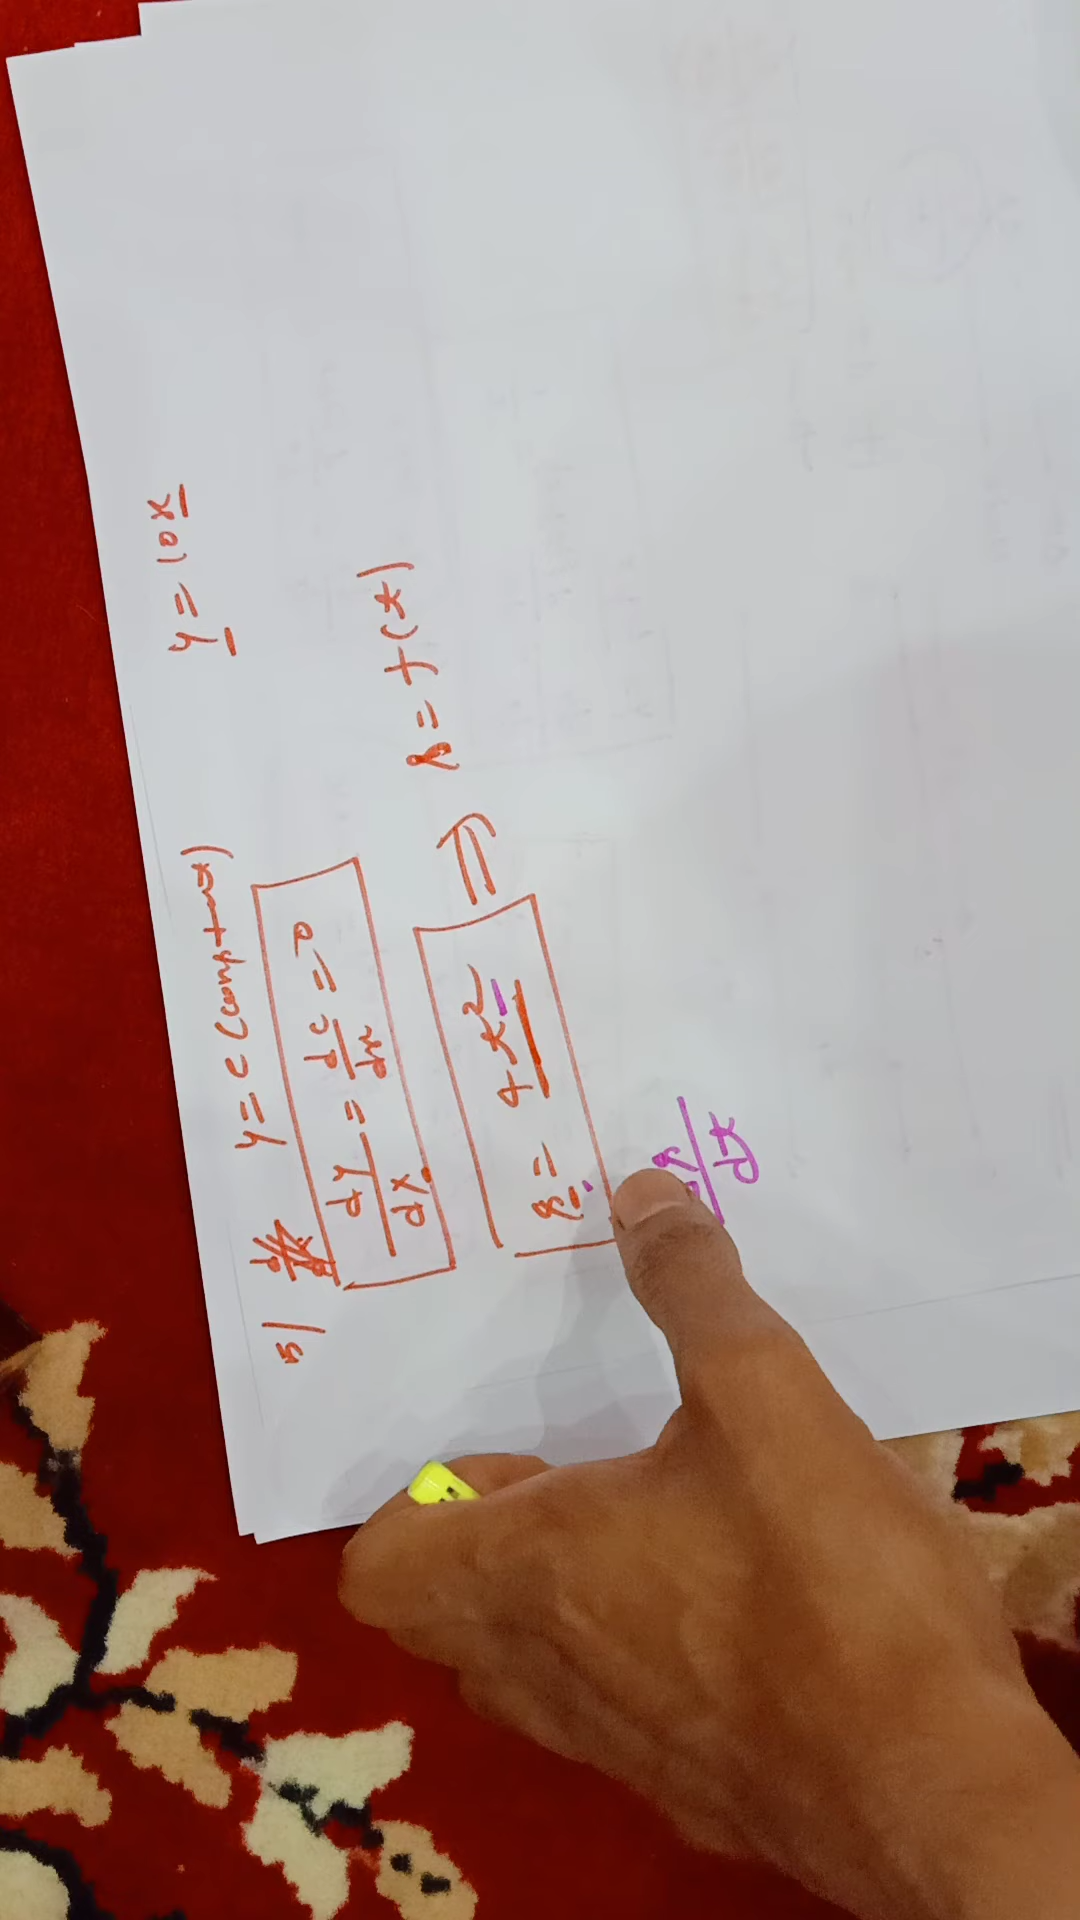 5) y = c (constant) y = 10x
dy/dx = dc/dx = 0
y = 4x² ⇒ y = f(x)
dy/dx